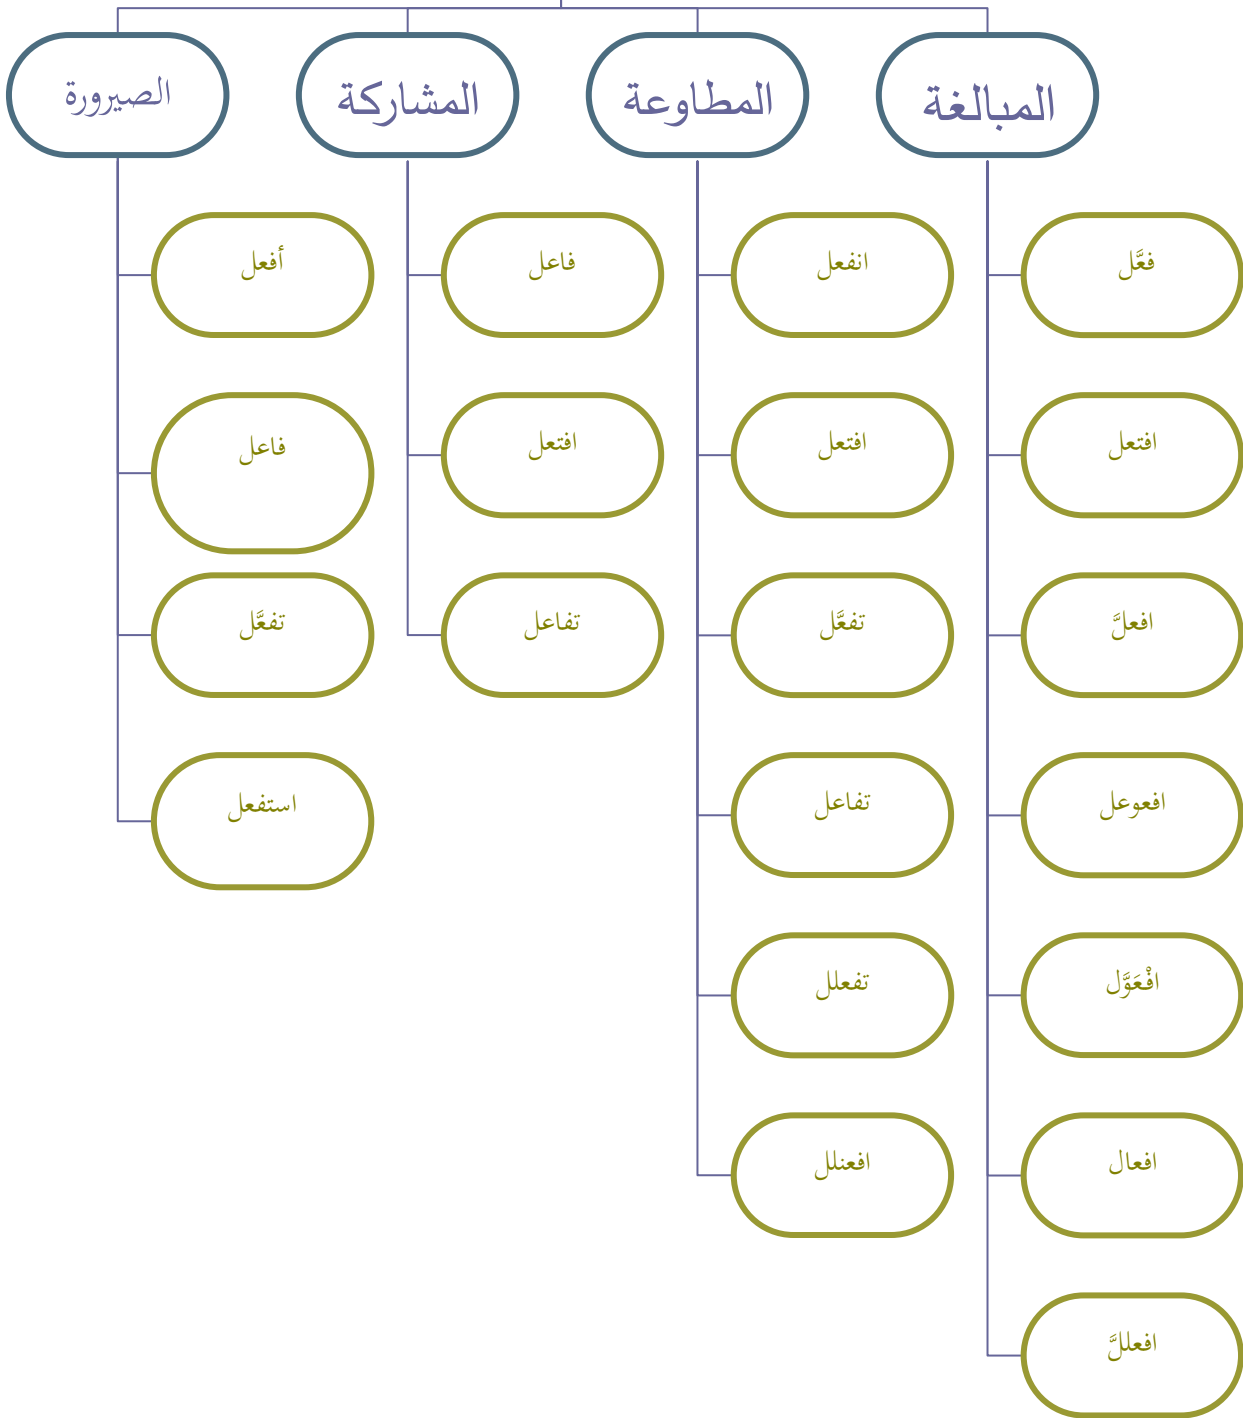 المبالغة
المطاوعة
المشاركة
الصيرورة
فعَّل
افتعل
افعلَّ
افعوعل
افْعَوَّل
افعال
افعللَّ
انفعل
افتعل
تفعَّل
تفاعل
تفعلل
افعنلل
فاعل
افتعل
تفاعل
أفعل
فاعل
تفعَّل
استفعل